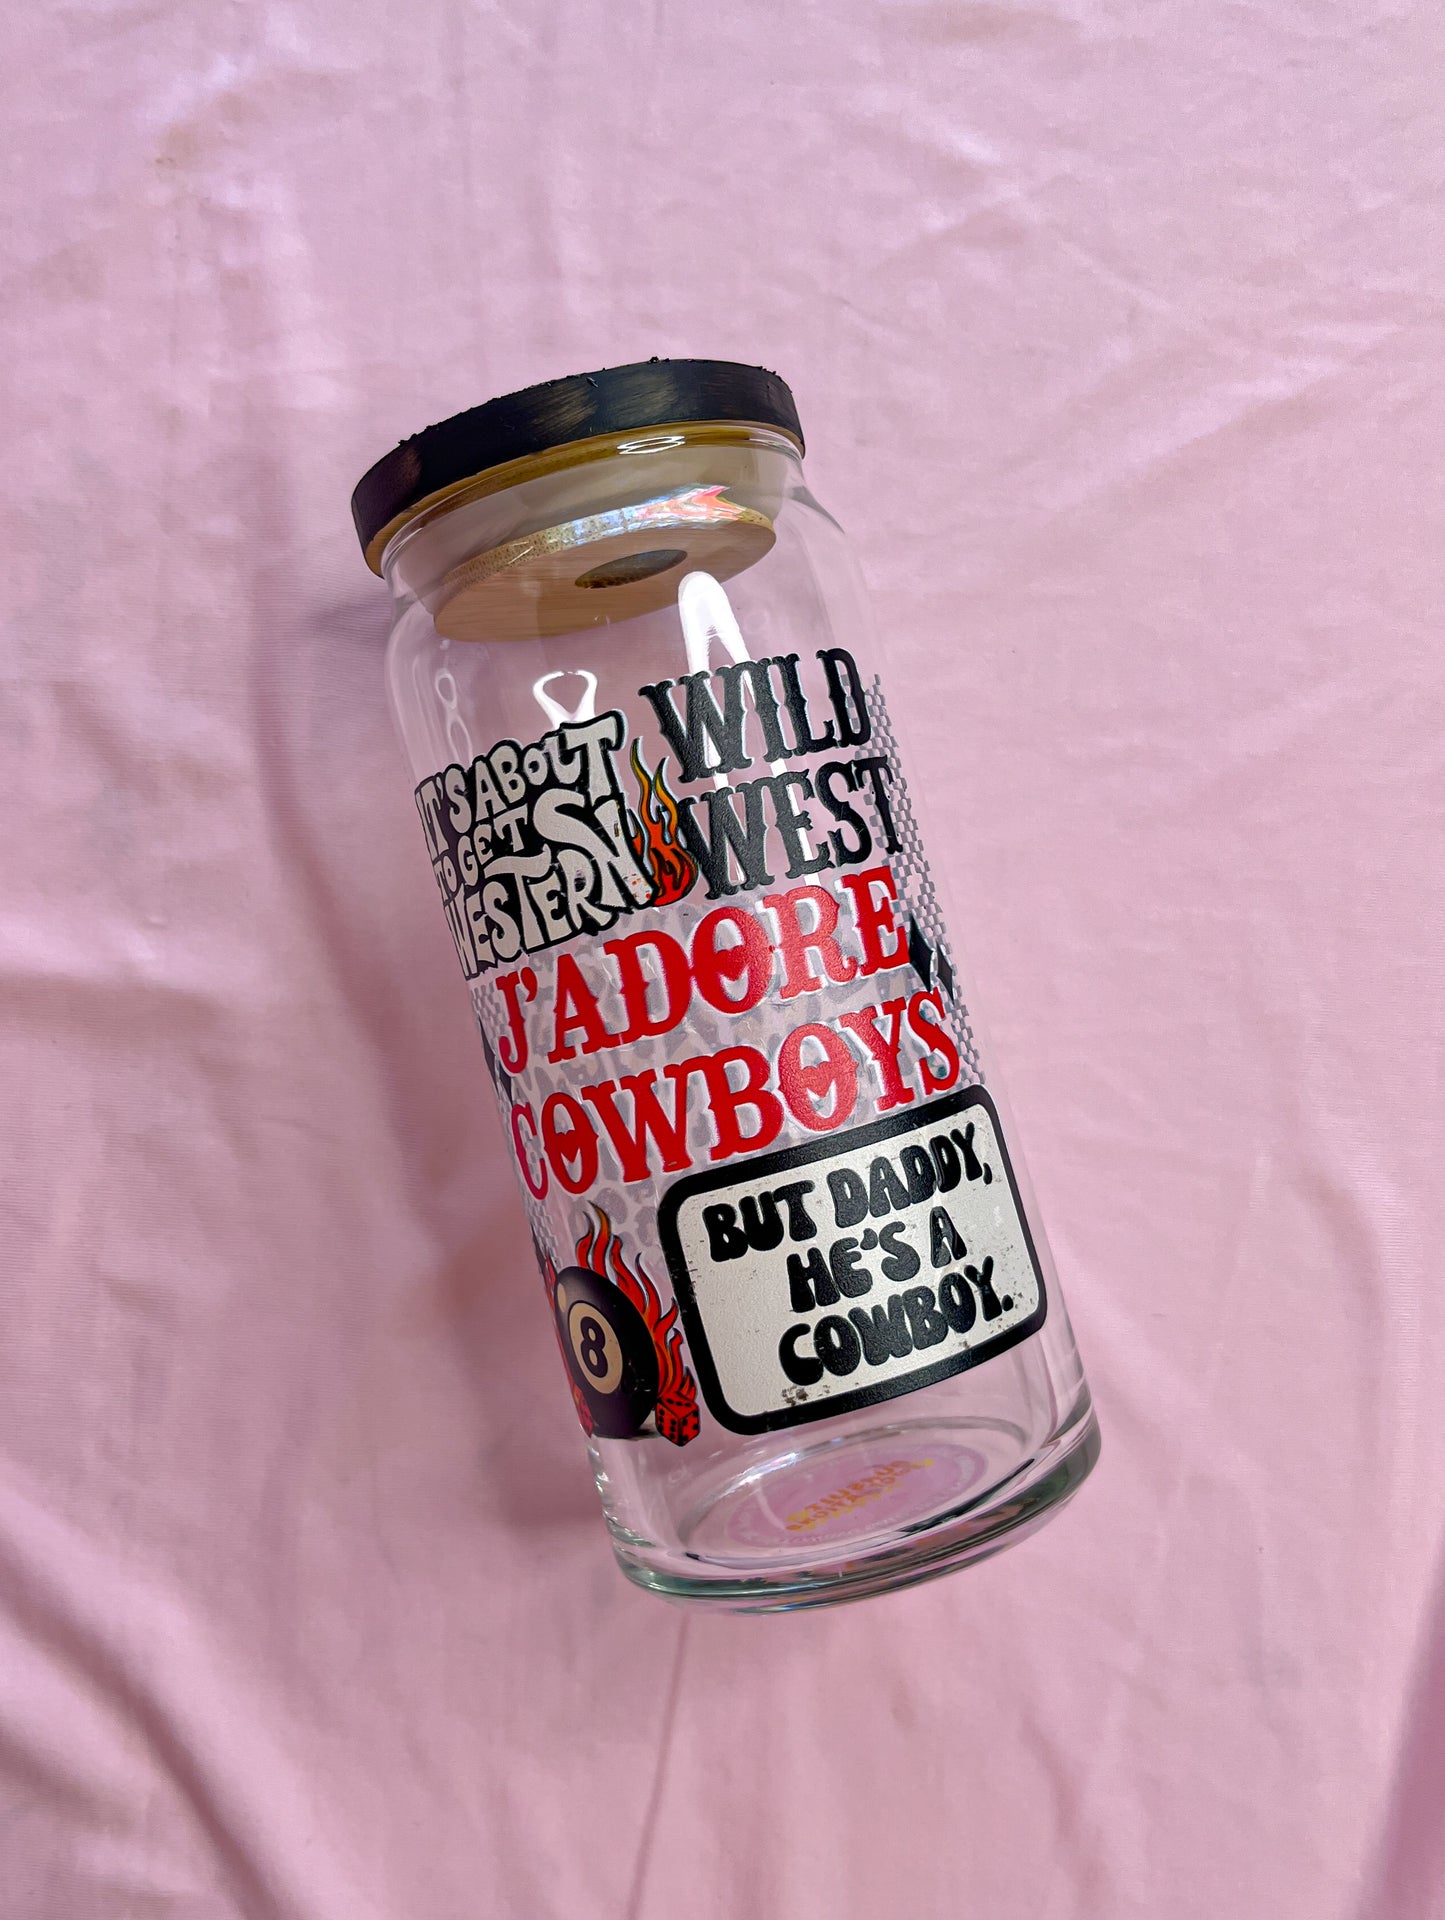 WILD
WEST
IT'S ABOUT
TO GET
WESTERN
J'ADORE
COWBOYS
BUT DADDY,
HE'S A
COWBOY.
8